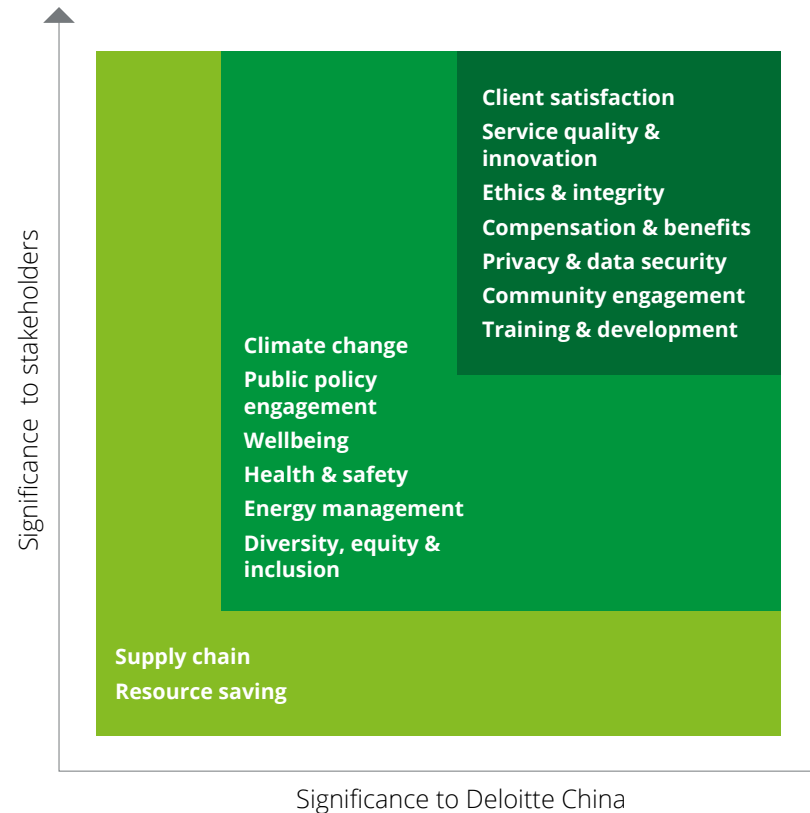 Significance to stakeholders
Client satisfaction
Service quality &
innovation
Ethics & integrity
Compensation & benefits
Privacy & data security
Community engagement
Training & development
Climate change
Public policy
engagement
Wellbeing
Health & safety
Energy management
Diversity, equity &
inclusion
Supply chain
Resource saving
Significance to Deloitte China